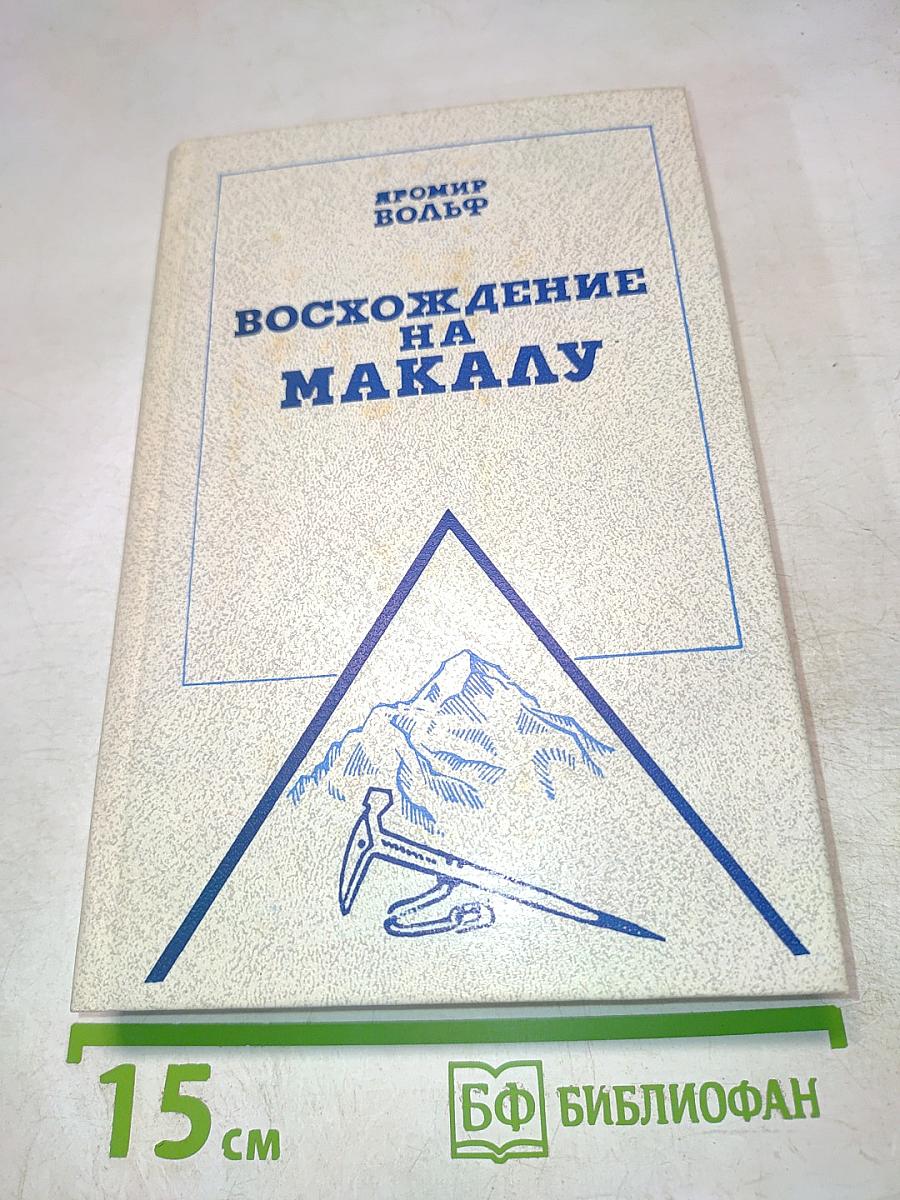 ЯРОМИР
ВОЛЬФ
ВОСХОЖДЕНИЕ
НА
МАКАЛУ
15 см
БФ БИБЛИОФАН